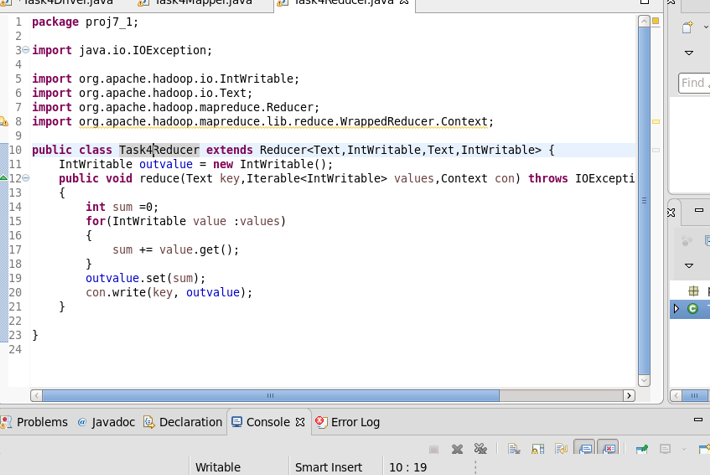 Task4Driver.java
Task4Mapper.java
Task4Reducer.java
1 package proj7_1;
2
3 import java.io.IOException;
4
5 import org.apache.hadoop.io.IntWritable;
6 import org.apache.hadoop.io.Text;
7 import org.apache.hadoop.mapreduce.Reducer;
8 import org.apache.hadoop.mapreduce.lib.reduce.WrappedReducer.Context;
9
10 public class Task4Reducer extends Reducer<Text,IntWritable,Text,IntWritable> {
11 IntWritable outvalue = new IntWritable();
12 public void reduce(Text key,Iterable<IntWritable> values,Context con) throws IOExcepti
13 {
14 int sum =0;
15 for(IntWritable value :values)
16 {
17 sum += value.get();
18 }
19 outvalue.set(sum);
20 con.write(key, outvalue);
21 }
22
23 }
24
Find
Problems @ Javadoc Declaration Console Error Log
Writable Smart Insert 10 : 19